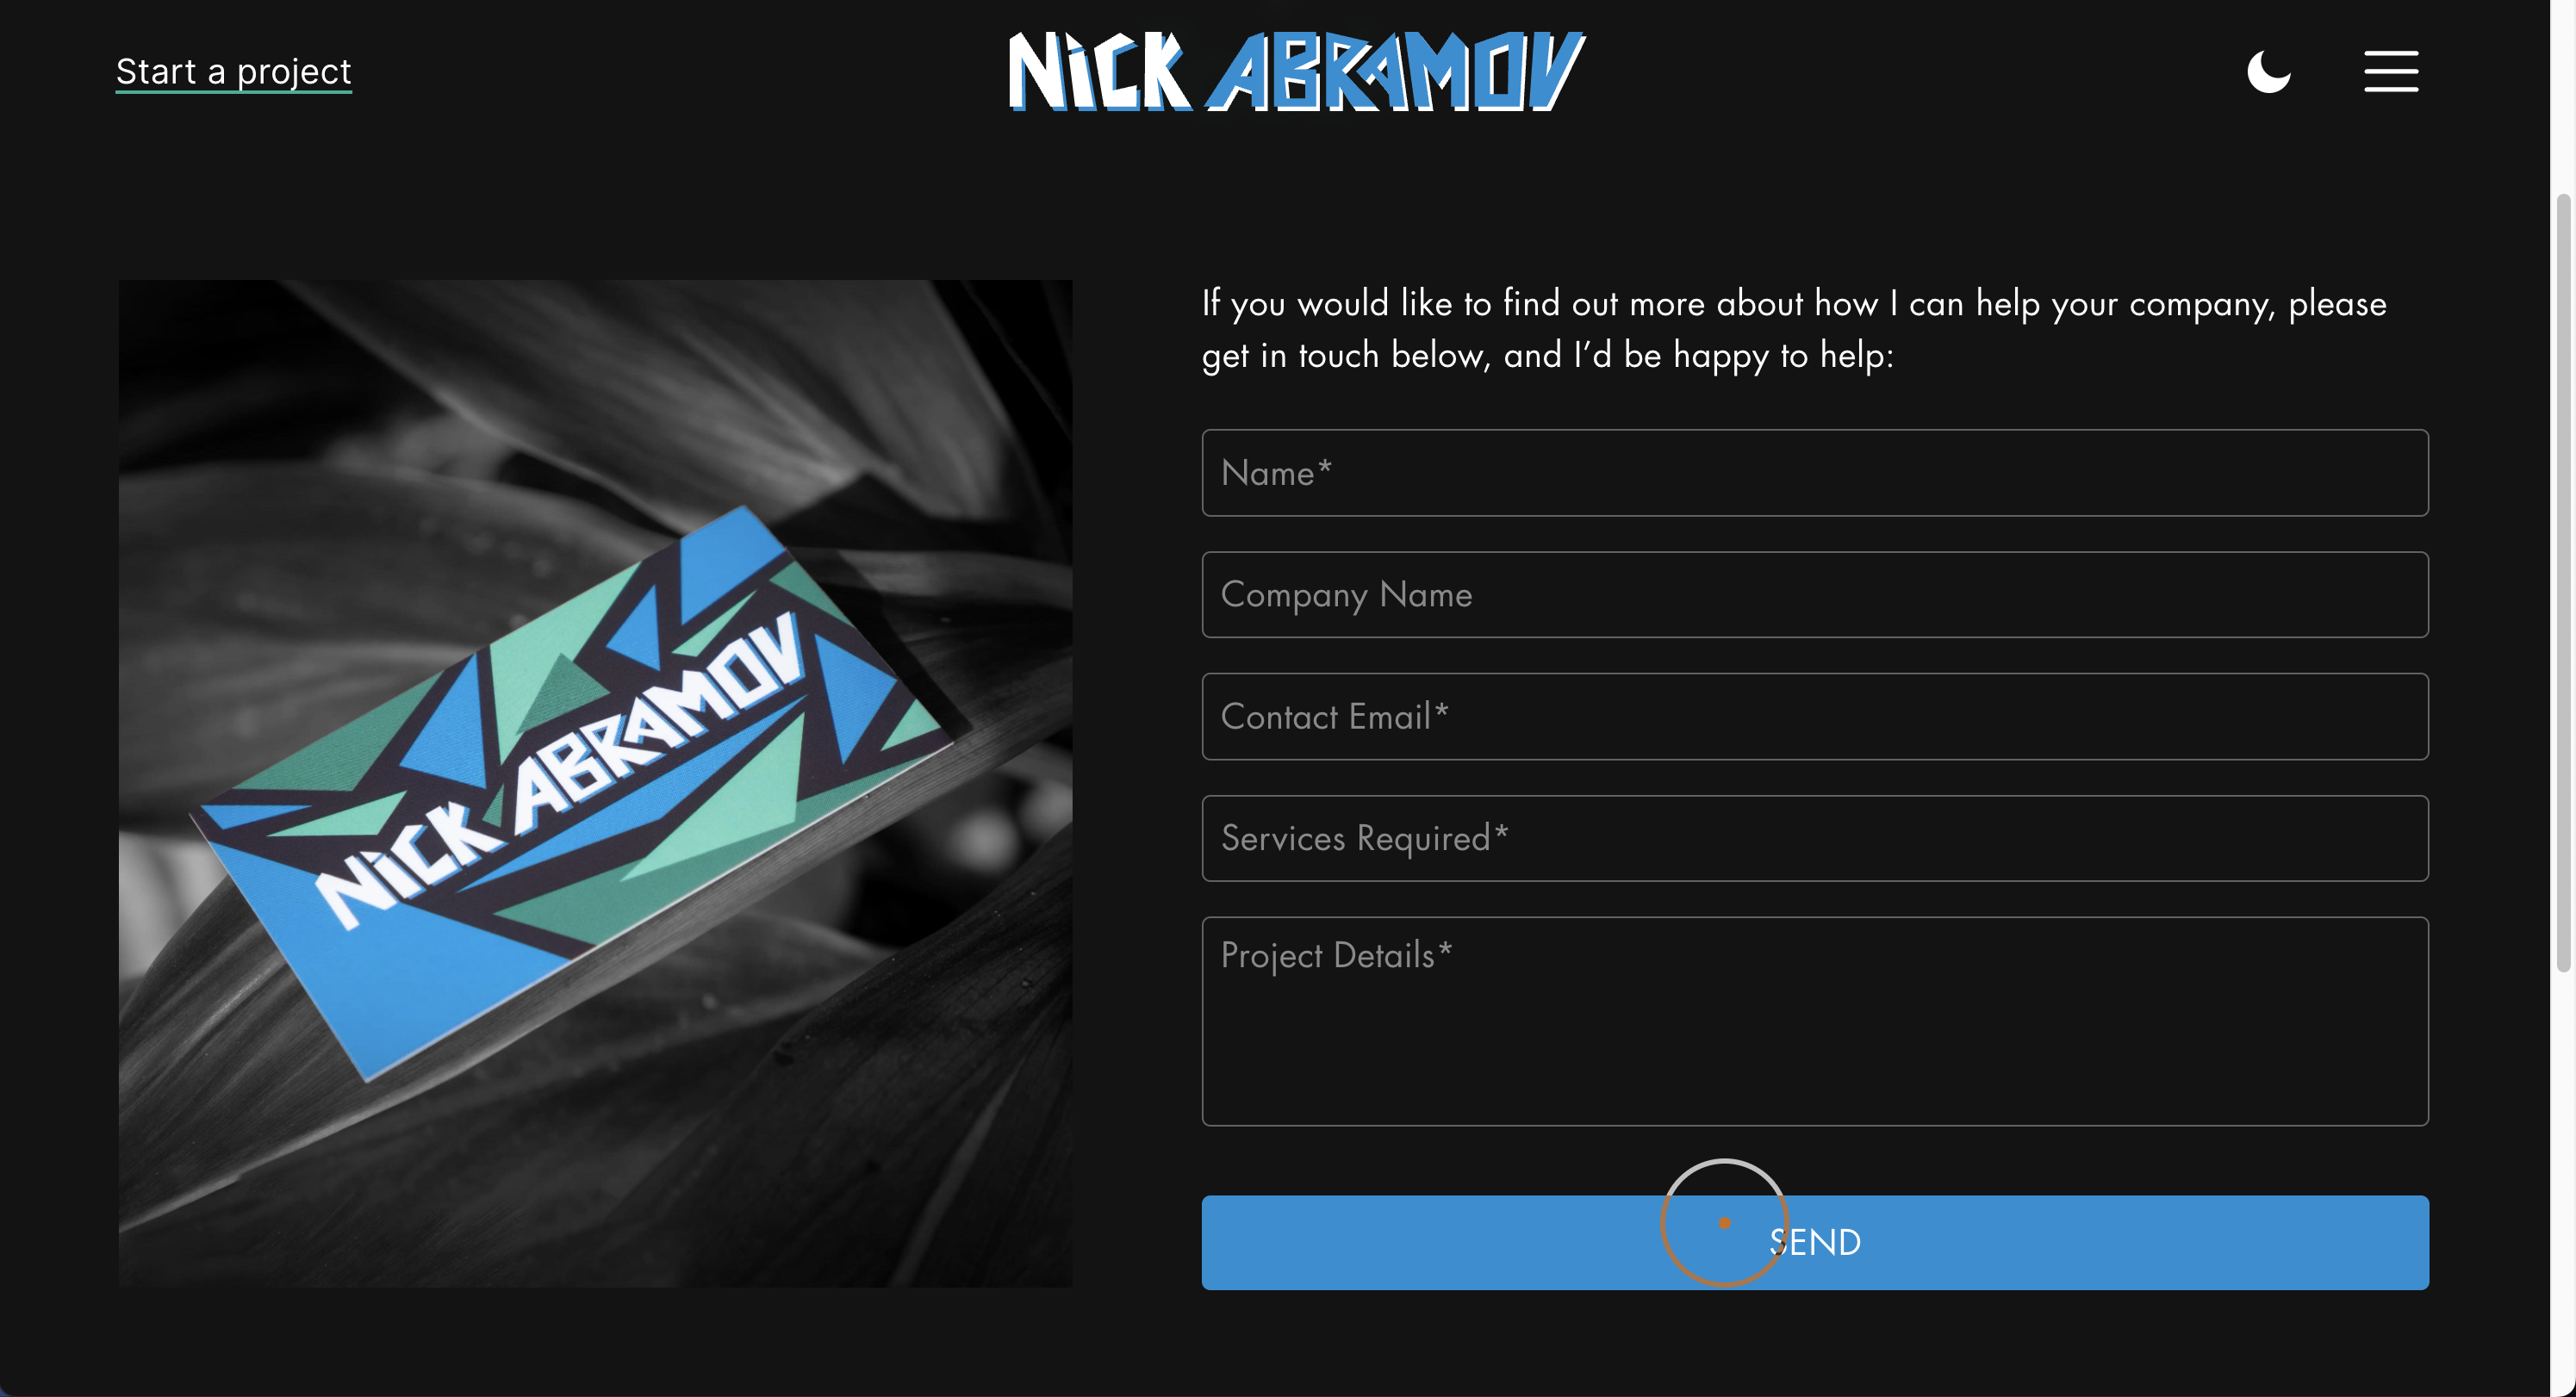 Start a project
NiCK ABRAMOV
If you would like to find out more about how I can help your company, please
get in touch below, and I’d be happy to help:
Name*
Company Name
Contact Email*
Services Required*
Project Details*
SEND
NiCK ABRAMOV